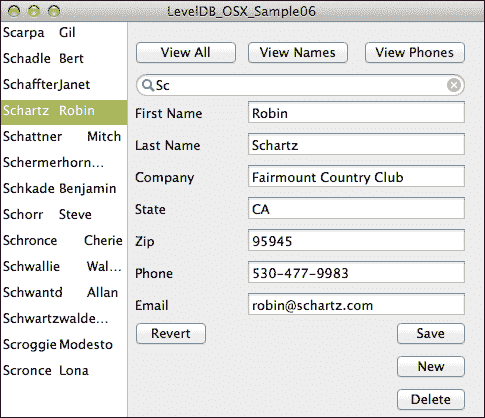 LevelDB_OSX_Sample06
Scarpa Gil
Schadle Bert
Schaffter Janet
Schartz Robin
Schattner Mitch
Schermerhorn...
Schkade Benjamin
Schorr Steve
Schronce Cherie
Schwallie Wal...
Schwantd Allan
Schwartzwalde...
Scroggie Modesto
Scronce Lona
View All View Names View Phones
Sc
First Name Robin
Last Name Schartz
Company Fairmount Country Club
State CA
Zip 95945
Phone 530-477-9983
Email robin@schartz.com
Revert Save
New
Delete